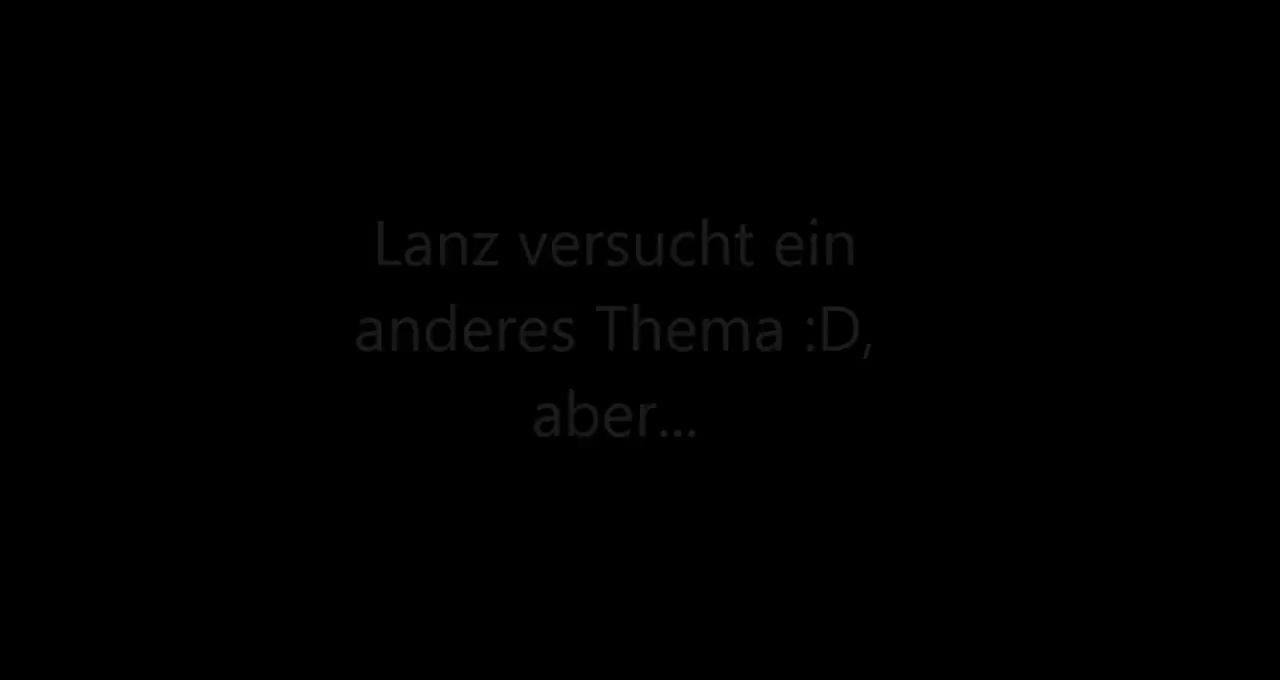 Lanz versucht ein
anderes Thema :D,
aber...